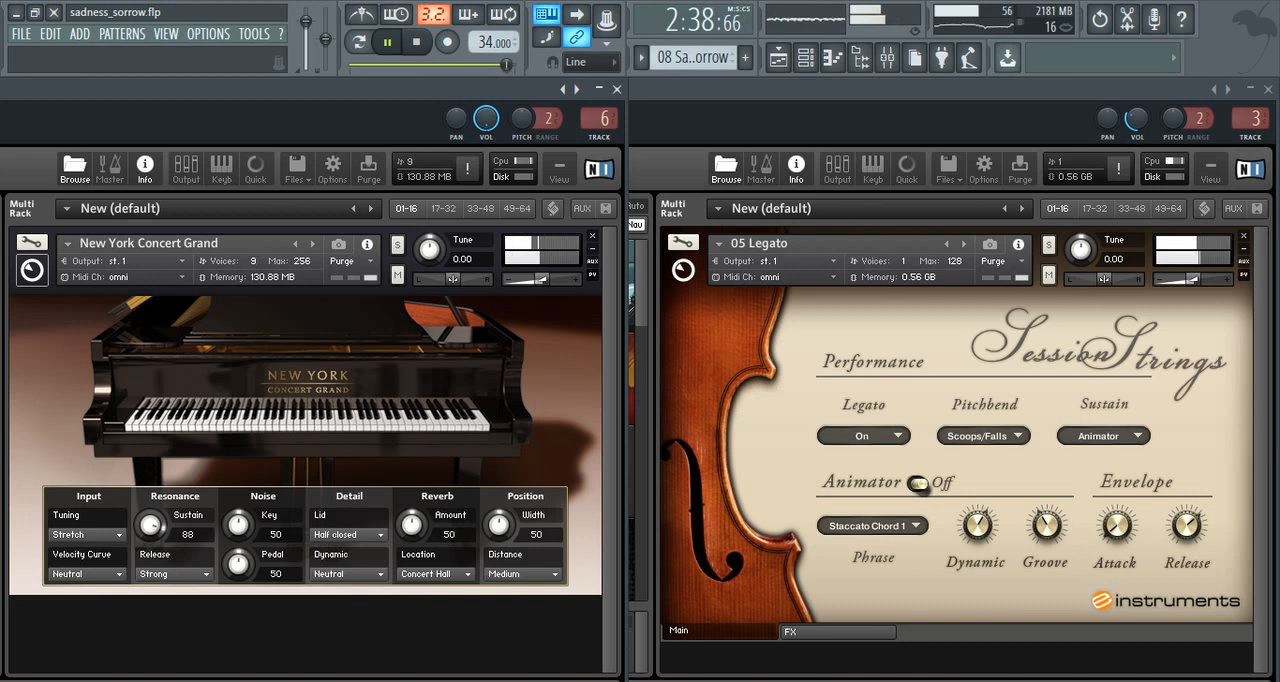 sadness_sorrow.flp
FILE EDIT ADD PATTERNS VIEW OPTIONS TOOLS ?
3.2.
34.000
Line
2:38:66
M:S:CS
08 Sa..orrow
56
2181 MB
16
PAN VOL PITCH RANGE 2 6 TRACK
PAN VOL PITCH RANGE 2 3 TRACK
Browse Master Info Output Keyb Quick Files Options Purge
9
130.88 MB
!
Cpu
Disk
View
NI
Browse Master Info Output Keyb Quick Files Options Purge
1
0.56 GB
!
Cpu
Disk
View
NI
Multi Rack
New (default)
01-16 17-32 33-48 49-64 AUX
Multi Rack
New (default)
01-16 17-32 33-48 49-64 AUX
New York Concert Grand
Output: st. 1 Voices: 9 Max: 256 Purge
Midi Ch: omni Memory: 130.88 MB
S
M
Tune
0.00
L R
AUX
PV
NEW YORK
CONCERT GRAND
Input Resonance Noise Detail Reverb Position
Tuning Sustain Key Lid Amount Width
Stretch 88 50 Half closed 50 50
Velocity Curve Release Pedal Dynamic Location Distance
Neutral Strong 50 Neutral Concert Hall Medium
Auto
Nav
05 Legato
Output: st. 1 Voices: 1 Max: 128 Purge
Midi Ch: omni Memory: 0.56 GB
S
M
Tune
0.00
L R
AUX
PV
Session Strings
Performance
Legato Pitchbend Sustain
On Scoops/Falls Animator
Animator Off Envelope
Staccato Chord 1
Phrase Dynamic Groove Attack Release
e instruments
Main FX